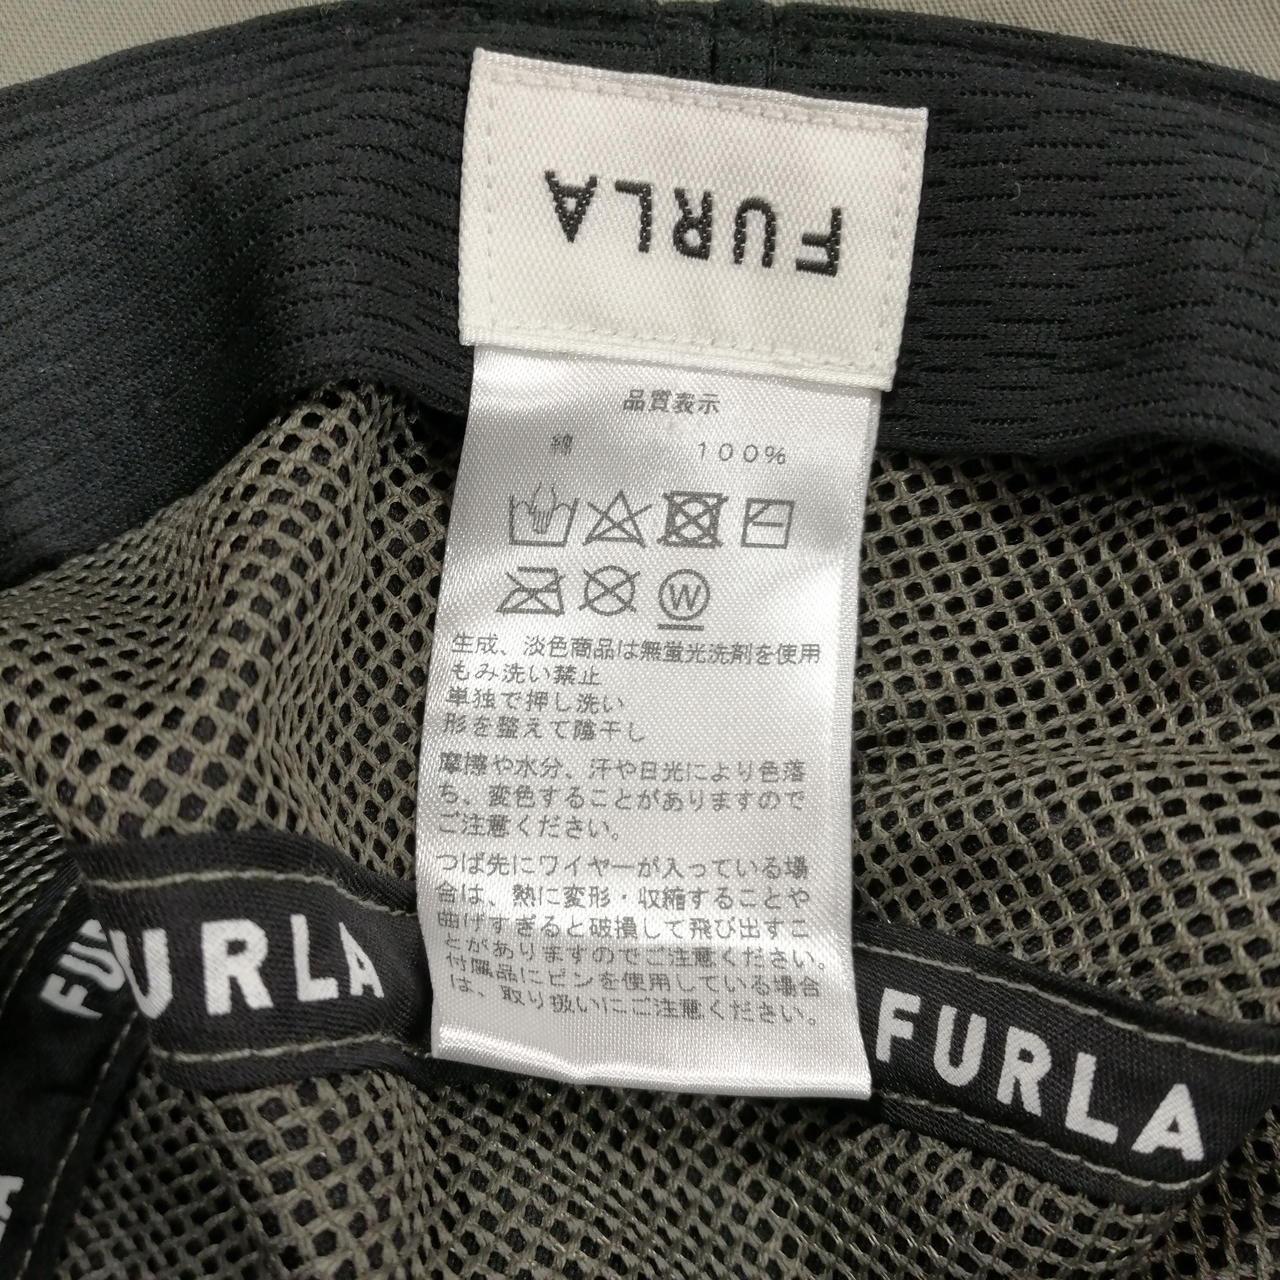 FURLA
品質表示
綿 100%
W
生成、淡色商品は無蛍光洗剤を使用
もみ洗い禁止
単独で押し洗い
形を整えて陰干し
摩擦や水分、汗や日光により色落
ち、変色することがありますので
ご注意ください。
つば先にワイヤーが入っている場
合は、熱に変形・収縮することや
曲げすぎると破損して飛び出すこ
とがありますのでご注意ください。
付属品にピンを使用している場合
は、取り扱いにご注意ください。
FUR
URLA
FURLA
LA